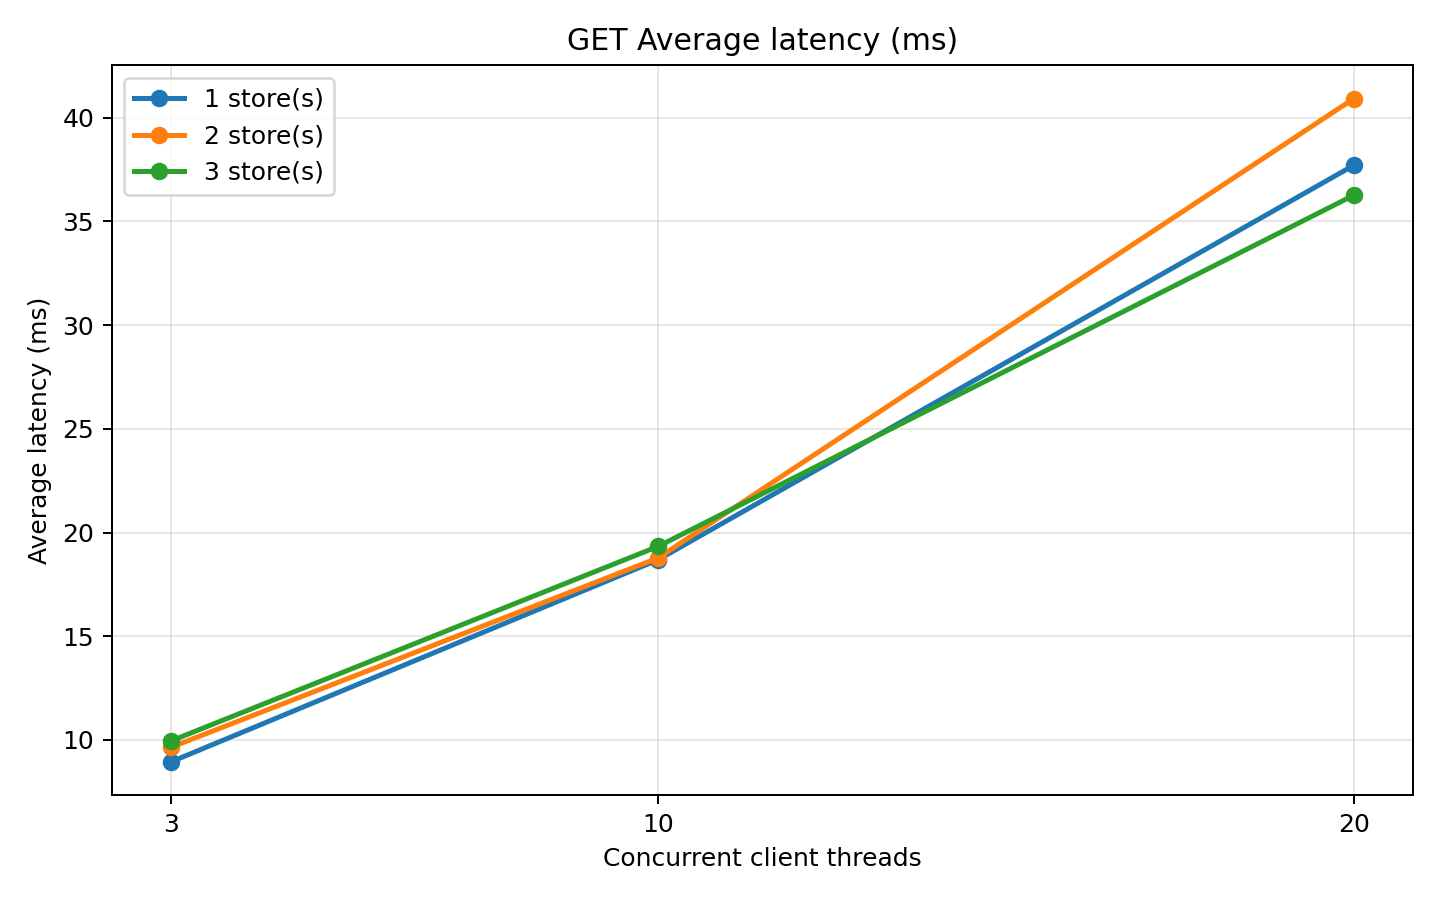 GET Average latency (ms)
1 store(s)
2 store(s)
3 store(s)
Average latency (ms)
40
35
30
25
20
15
10
3
10
20
Concurrent client threads